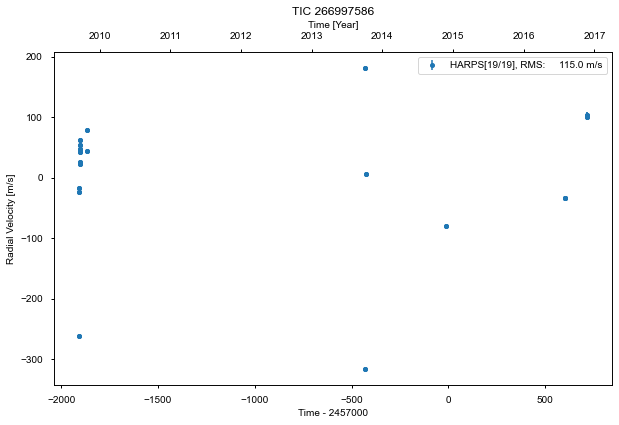 TIC 266997586
Time [Year]
2010 2011 2012 2013 2014 2015 2016 2017
HARPS[19/19], RMS: 115.0 m/s
200
100
0
−100
−200
−300
Radial Velocity [m/s]
−2000 −1500 −1000 −500 0 500
Time - 2457000